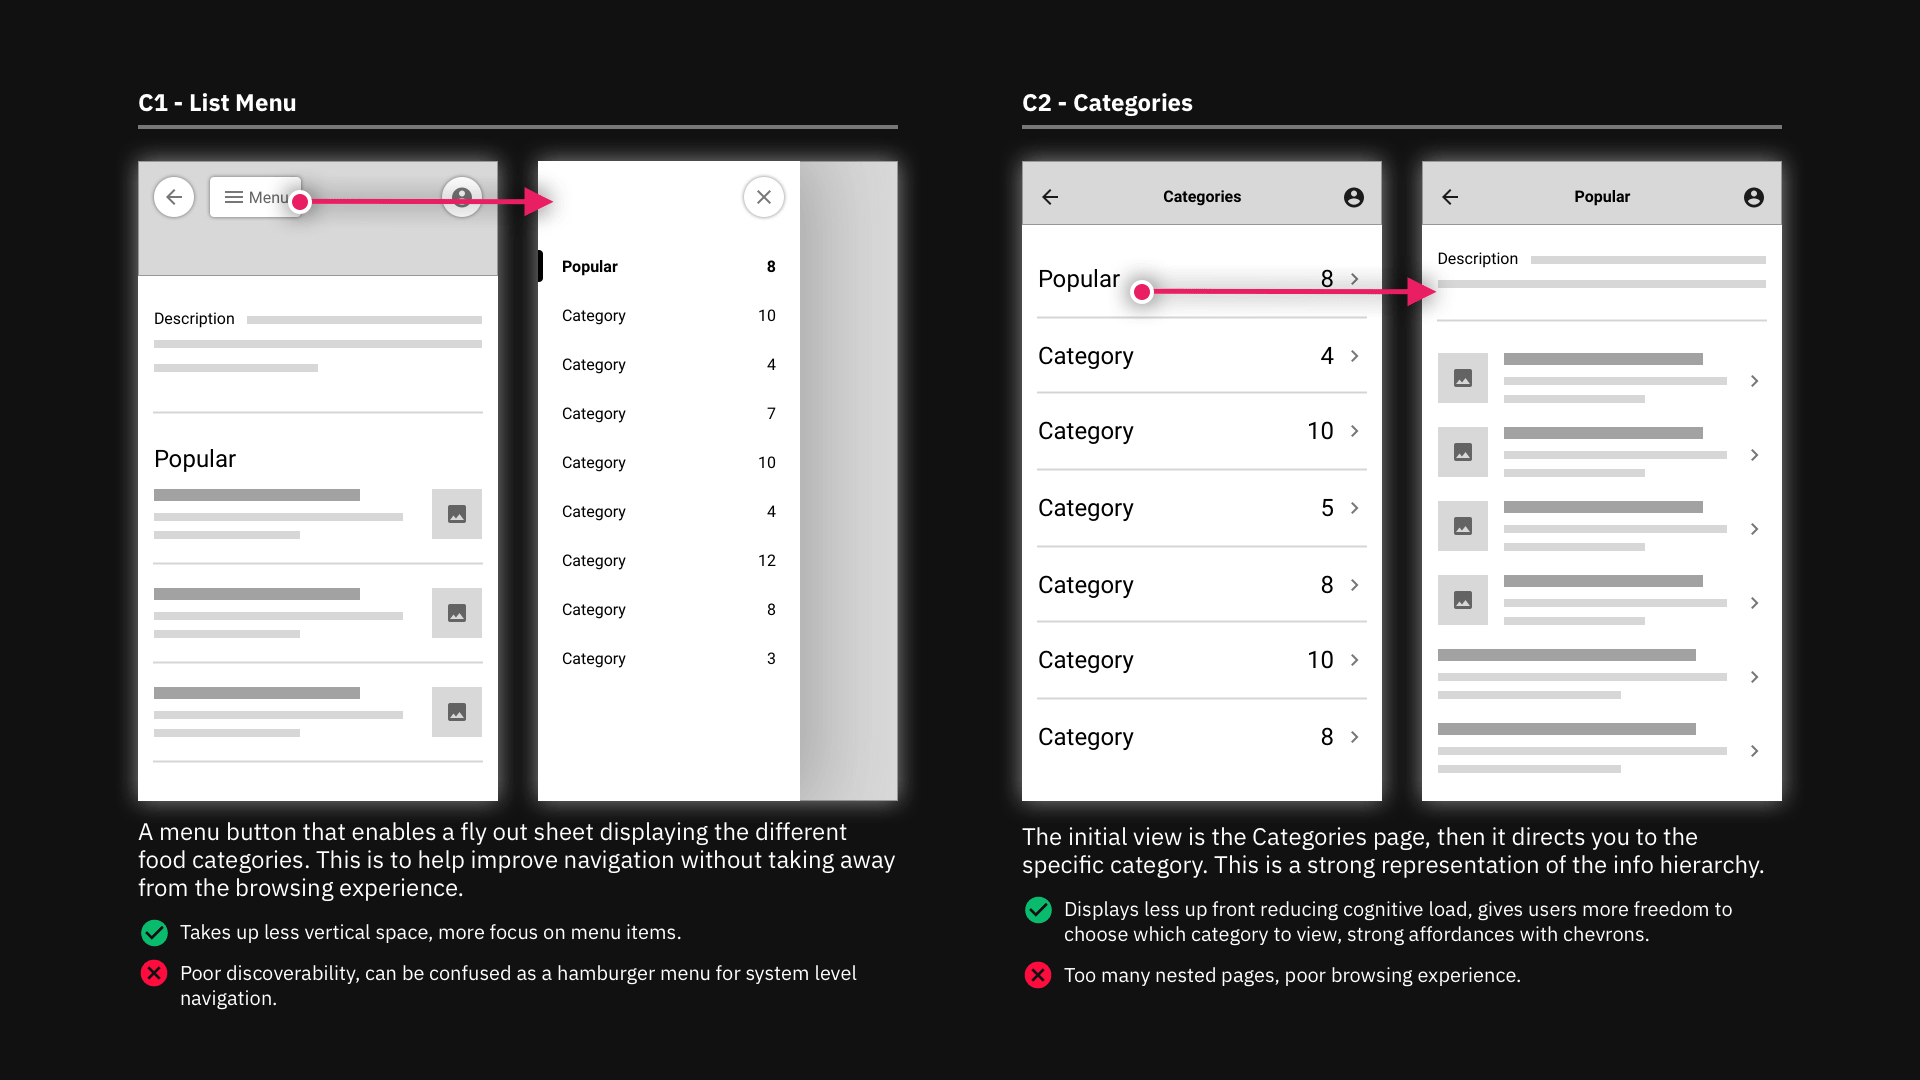 C1 - List Menu
Menu
Description
Popular
Popular 8
Category 10
Category 4
Category 7
Category 10
Category 4
Category 12
Category 8
Category 3
A menu button that enables a fly out sheet displaying the different
food categories. This is to help improve navigation without taking away
from the browsing experience.
Takes up less vertical space, more focus on menu items.
Poor discoverability, can be confused as a hamburger menu for system level
navigation.
C2 - Categories
Categories
Popular 8
Category 4
Category 10
Category 5
Category 8
Category 10
Category 8
Popular
Description
The initial view is the Categories page, then it directs you to the
specific category. This is a strong representation of the info hierarchy.
Displays less up front reducing cognitive load, gives users more freedom to
choose which category to view, strong affordances with chevrons.
Too many nested pages, poor browsing experience.